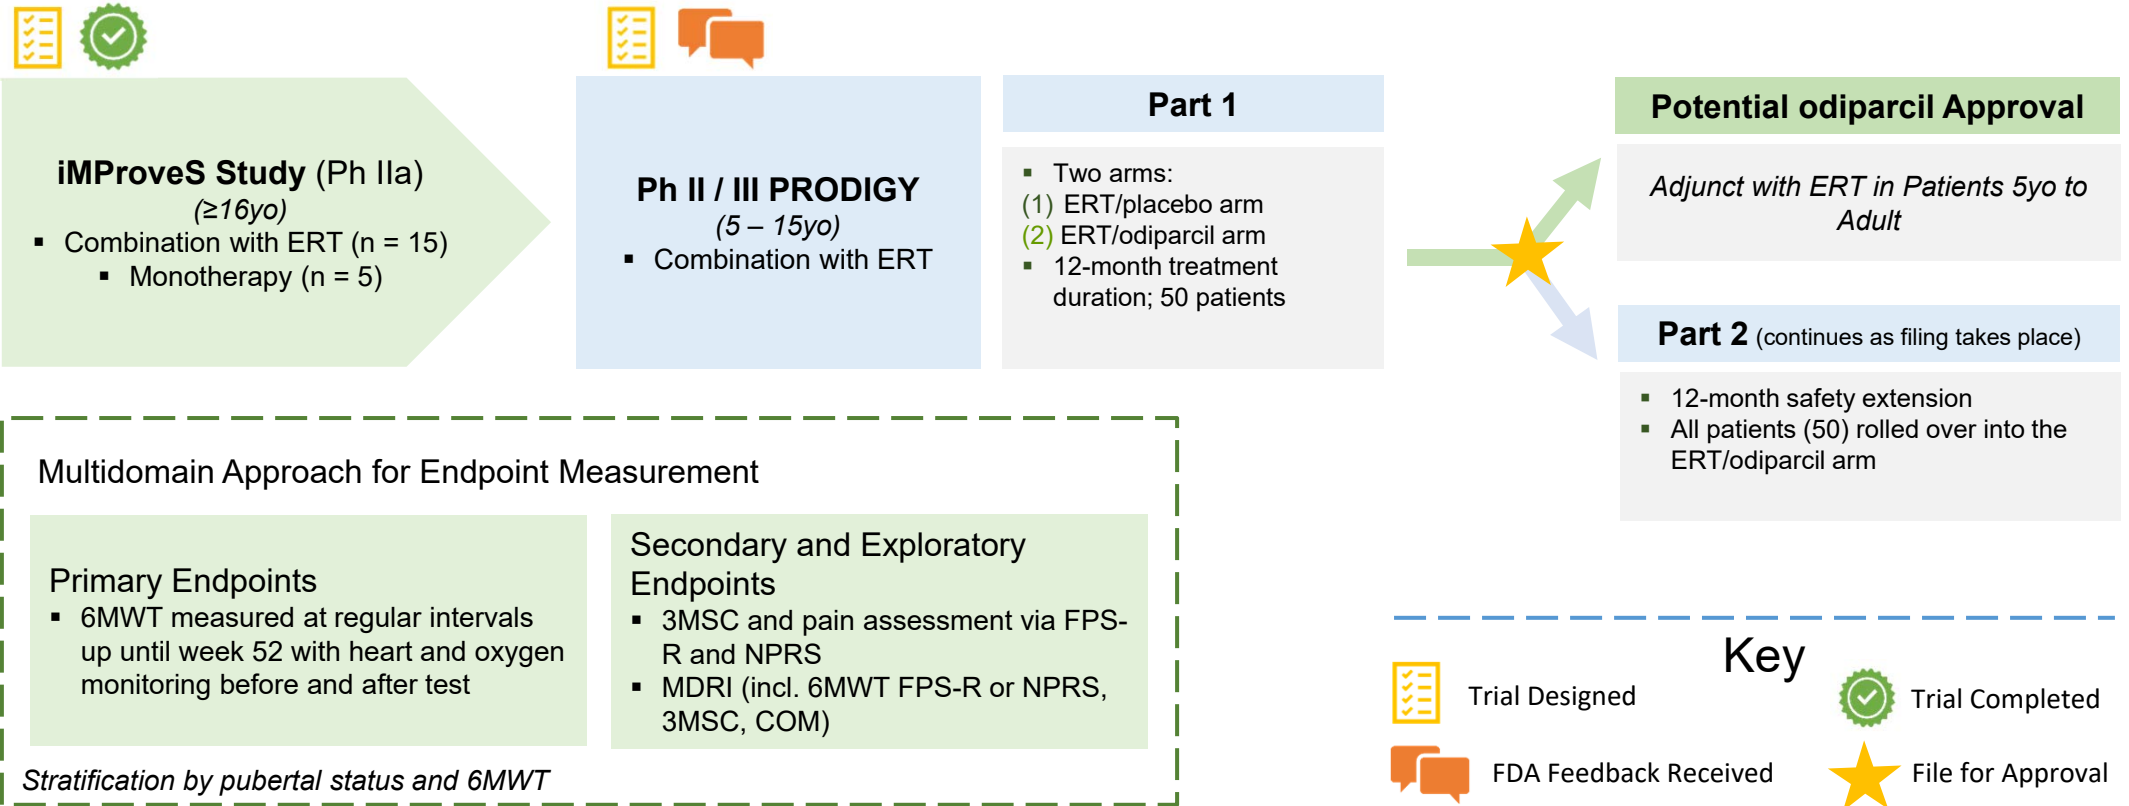 iMProveS Study (Ph IIa)
(≥16yo)
▪ Combination with ERT (n = 15)
▪ Monotherapy (n = 5)
Ph II / III PRODIGY
(5 – 15yo)
▪ Combination with ERT
Part 1
▪ Two arms:
(1) ERT/placebo arm
(2) ERT/odiparcil arm
▪ 12-month treatment
duration; 50 patients
Potential odiparcil Approval
Adjunct with ERT in Patients 5yo to
Adult
Part 2 (continues as filing takes place)
▪ 12-month safety extension
▪ All patients (50) rolled over into the
ERT/odiparcil arm
Multidomain Approach for Endpoint Measurement
Primary Endpoints
▪ 6MWT measured at regular intervals
up until week 52 with heart and oxygen
monitoring before and after test
Secondary and Exploratory
Endpoints
▪ 3MSC and pain assessment via FPS-
R and NPRS
▪ MDRI (incl. 6MWT FPS-R or NPRS,
3MSC, COM)
Stratification by pubertal status and 6MWT
Key
Trial Designed
Trial Completed
FDA Feedback Received
File for Approval